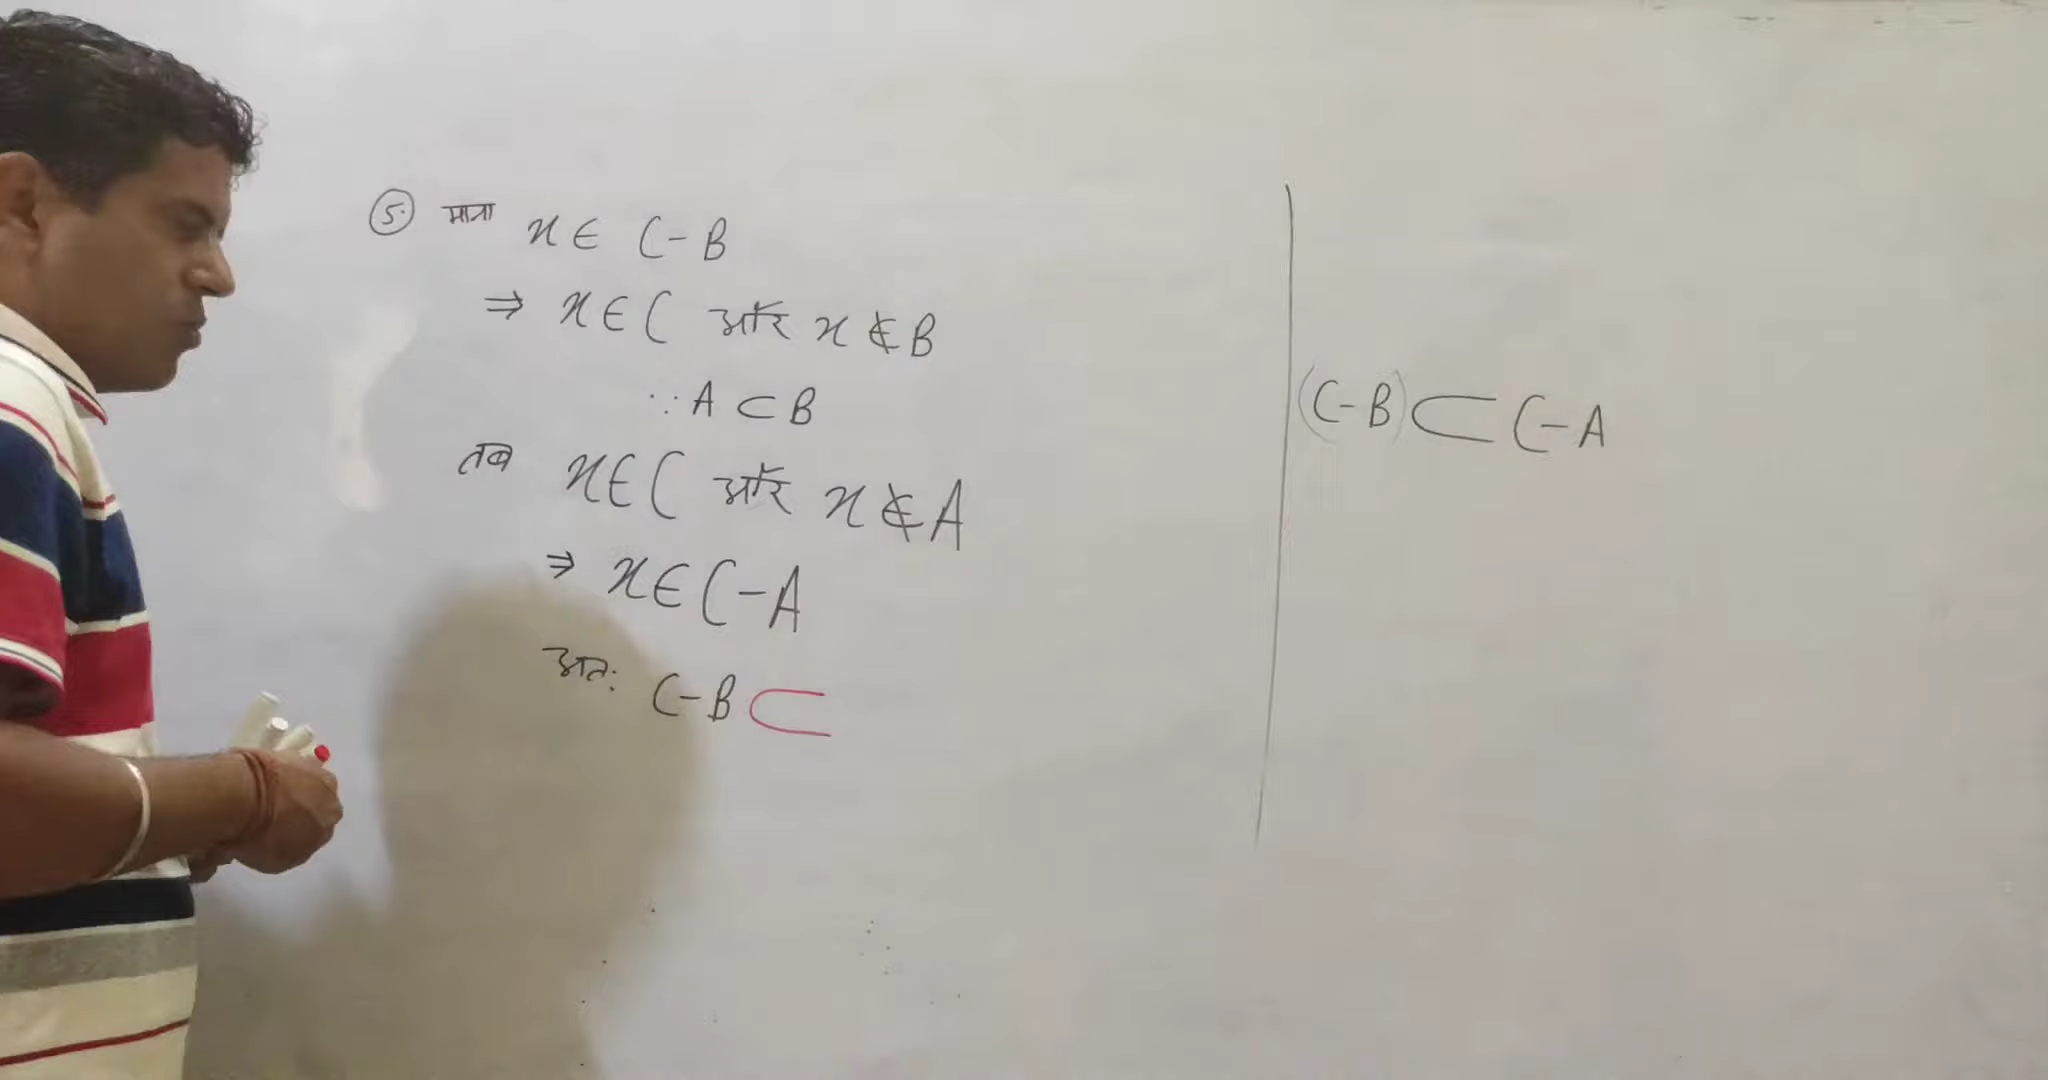 5. माना x ∈ C - B
⇒ x ∈ C और x ∉ B
∵ A ⊂ B
तब x ∈ C और x ∉ A
⇒ x ∈ C - A
अतः C - B ⊂
(C - B) ⊂ C - A